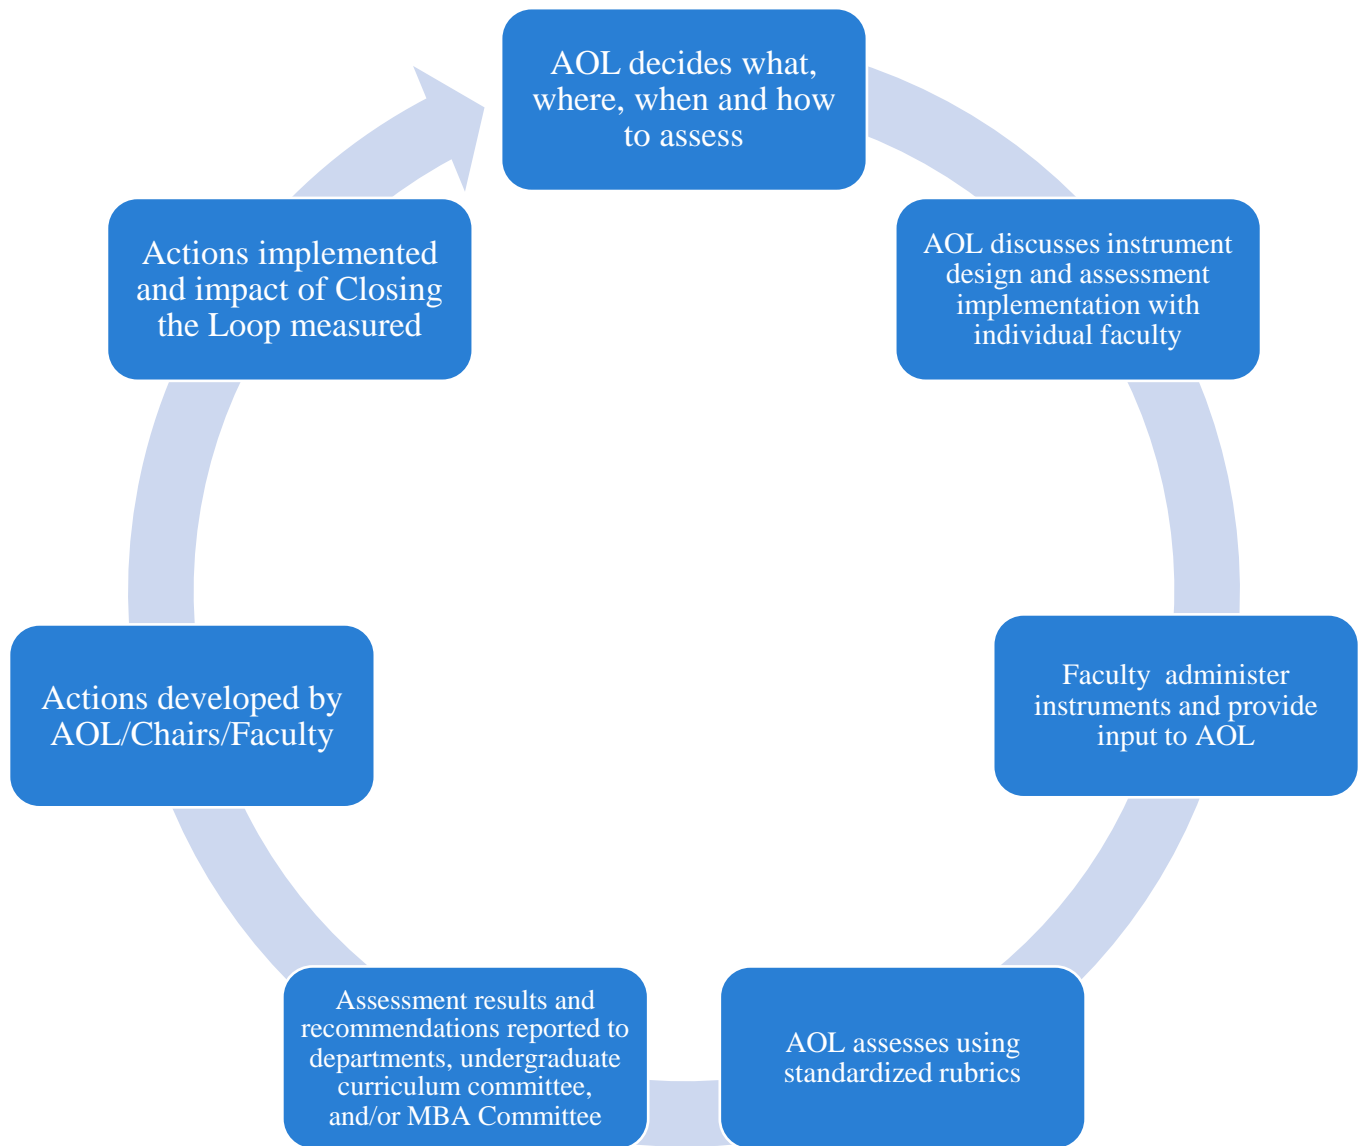 AOL decides what,
where, when and how
to assess
AOL discusses instrument
design and assessment
implementation with
individual faculty
Faculty administer
instruments and provide
input to AOL
AOL assesses using
standardized rubrics
Assessment results and
recommendations reported to
departments, undergraduate
curriculum committee,
and/or MBA Committee
Actions developed by
AOL/Chairs/Faculty
Actions implemented
and impact of Closing
the Loop measured